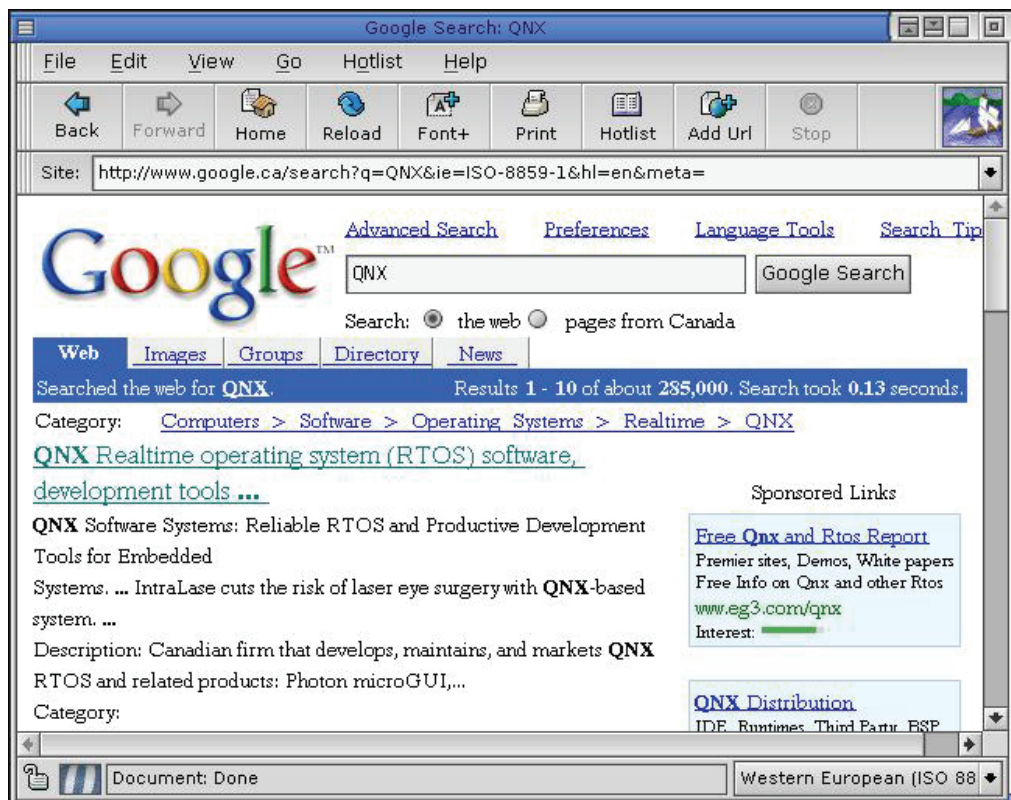 Google Search: QNX
File Edit View Go Hotlist Help
Back Forward Home Reload Font+ Print Hotlist Add Url Stop
Site: http://www.google.ca/search?q=QNX&ie=ISO-8859-1&hl=en&meta=
Advanced Search Preferences Language Tools Search Tip
Google™
QNX Google Search
Search: the web pages from Canada
Web Images Groups Directory News
Searched the web for QNX. Results 1 - 10 of about 285,000. Search took 0.13 seconds.
Category: Computers > Software > Operating Systems > Realtime > QNX
QNX Realtime operating system (RTOS) software,
development tools ...
QNX Software Systems: Reliable RTOS and Productive Development
Tools for Embedded
Systems. ... IntraLase cuts the risk of laser eye surgery with QNX-based
system. ...
Description: Canadian firm that develops, maintains, and markets QNX
RTOS and related products: Photon microGUI,...
Category:
Sponsored Links
Free Qnx and Rtos Report
Premier sites, Demos, White papers
Free Info on Qnx and other Rtos
www.eg3.com/qnx
Interest:
QNX Distribution
IDE, Runtimes, Third Party, BSP
Document: Done
Western European (ISO 88